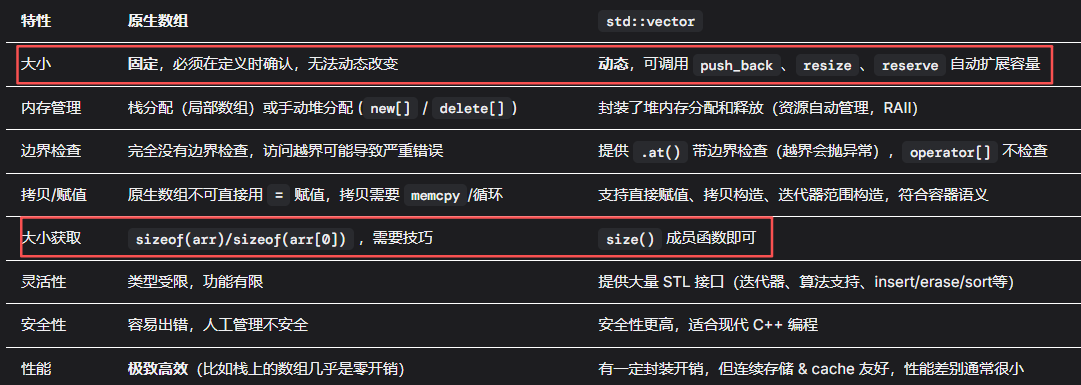 特性 原生数组 std::vector
大小 固定，必须在定义时确认，无法动态改变 动态，可调用 push_back、resize、reserve 自动扩展容量
内存管理 栈分配（局部数组）或手动堆分配 (new[] / delete[]) 封装了堆内存分配和释放（资源自动管理，RAII）
边界检查 完全没有边界检查，访问越界可能导致严重错误 提供 .at() 带边界检查（越界会抛异常），operator[] 不检查
拷贝/赋值 原生数组不可直接用 = 赋值，拷贝需要 memcpy/循环 支持直接赋值、拷贝构造、迭代器范围构造，符合容器语义
大小获取 sizeof(arr)/sizeof(arr[0])，需要技巧 size() 成员函数即可
灵活性 类型受限，功能有限 提供大量 STL 接口（迭代器、算法支持、insert/erase/sort等）
安全性 容易出错，人工管理不安全 安全性更高，适合现代 C++ 编程
性能 极致高效（比如栈上的数组几乎是零开销） 有一定封装开销，但连续存储 & cache 友好，性能差别通常很小